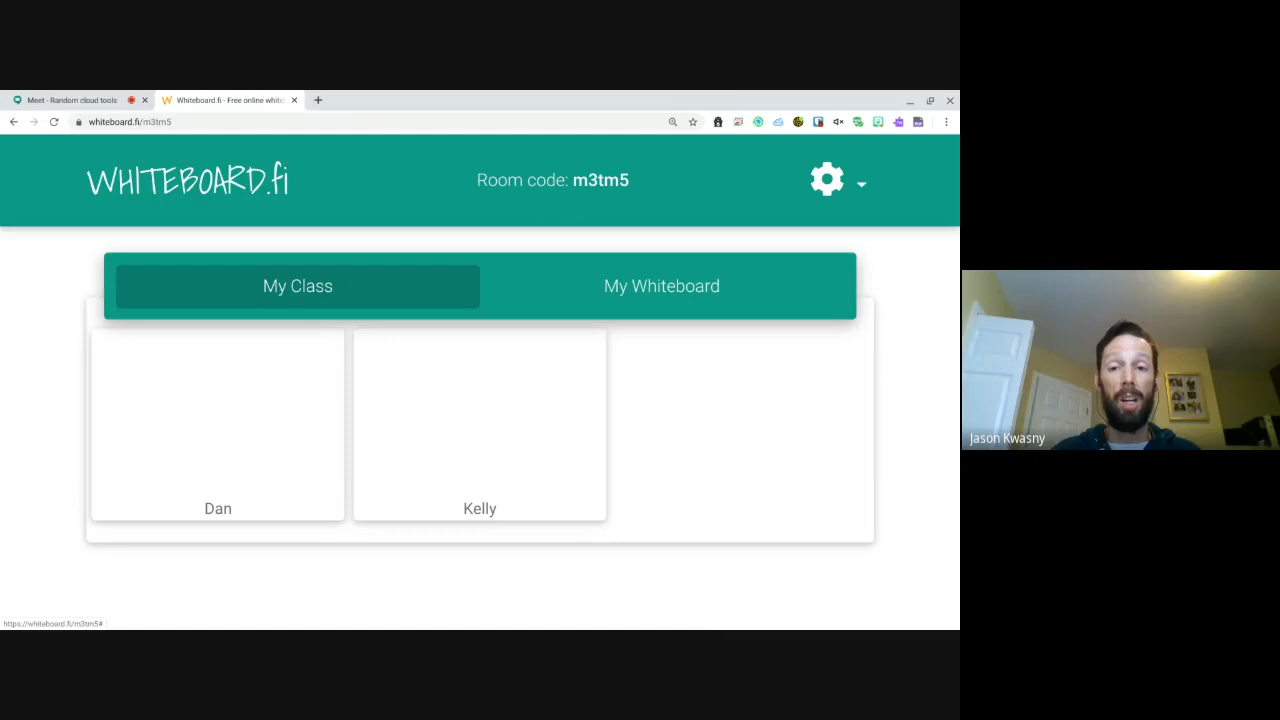 Meet - Random cloud tools
Whiteboard.fi - Free online white
whiteboard.fi/m3tm5
WHITEBOARD.fi
Room code: m3tm5
My Class
My Whiteboard
Dan
Kelly
Jason Kwasny
https://whiteboard.fi/m3tm5#